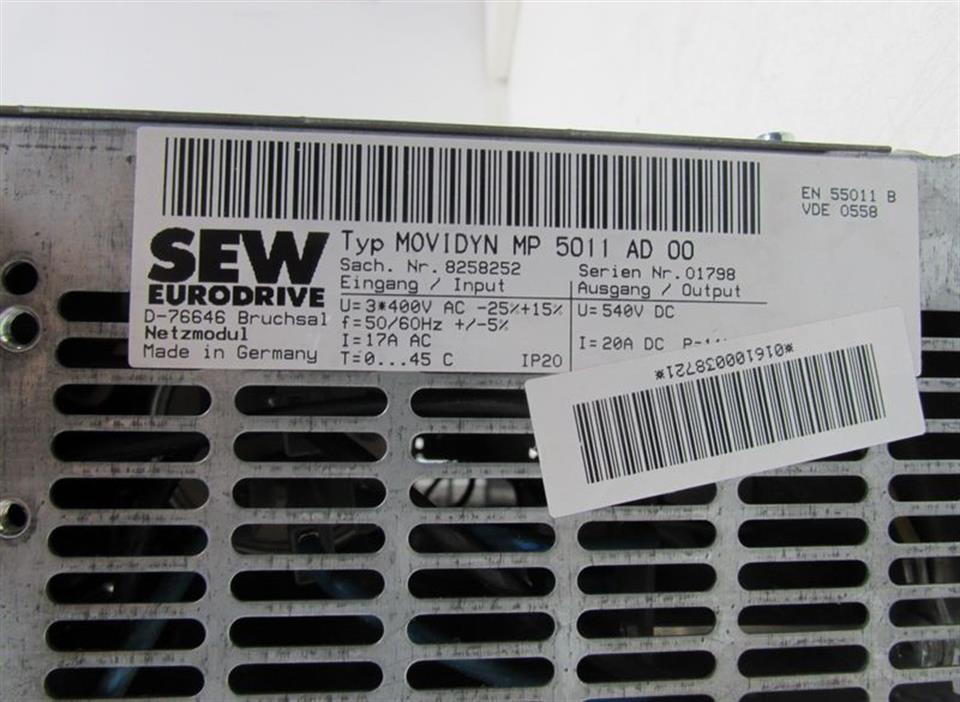 EN 55011 B
VDE 0558
SEW
EURODRIVE
D-76646 Bruchsal
Netzmodul
Made in Germany
Typ MOVIDYN MP 5011 AD 00
Sach. Nr. 8258252
Serien Nr. 01798
Eingang / Input
Ausgang / Output
U=3*400V AC -25%+15%
f=50/60Hz +/-5%
I=17A AC
T=0...45 C
IP20
U=540V DC
I=20A DC
*0161000038721*